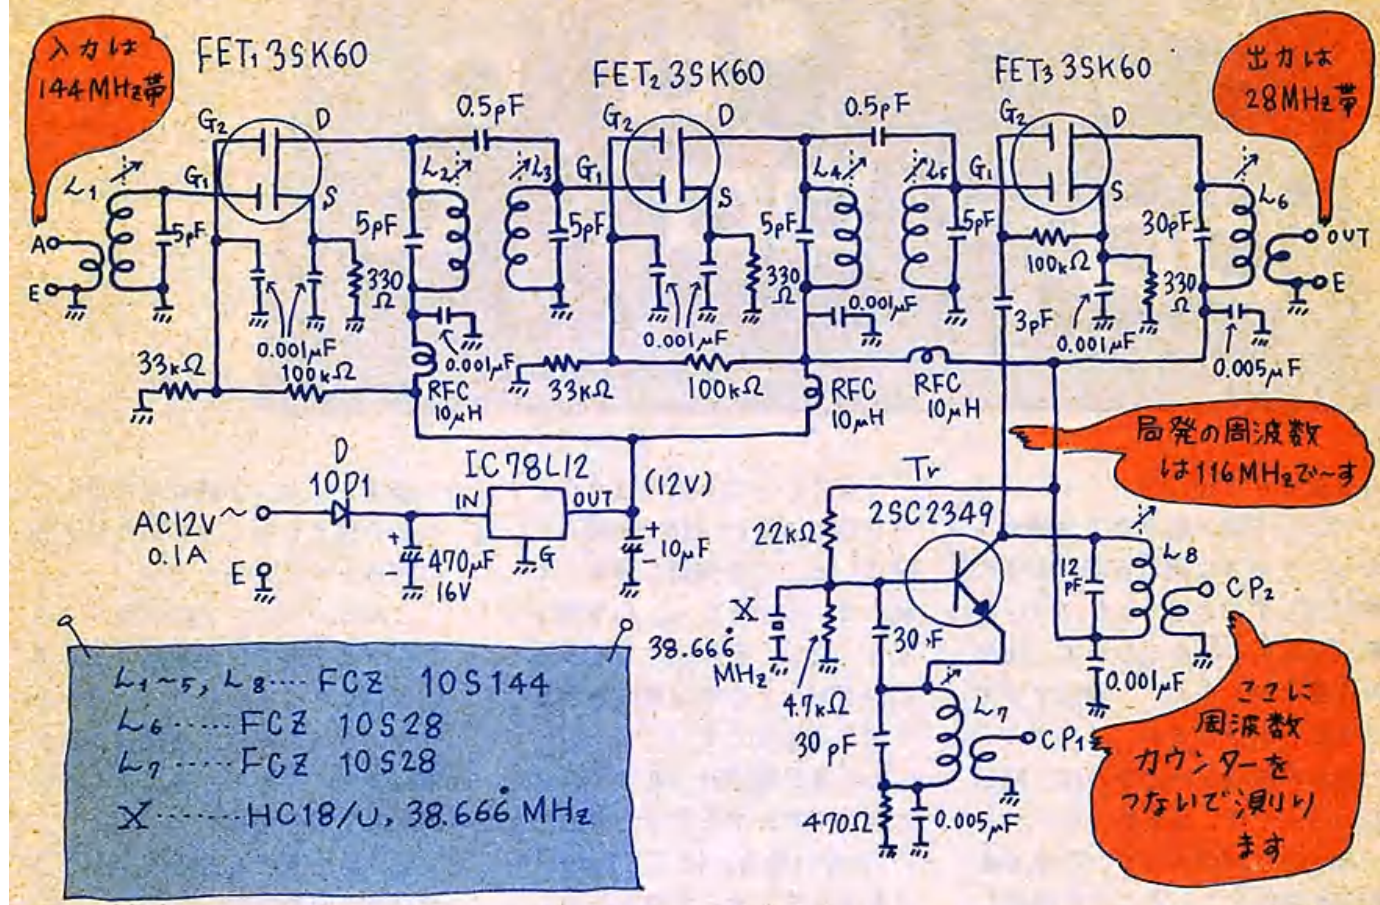 入力は
144MHz帯
FET₁ 3SK60
FET₂ 3SK60
FET₃ 3SK60
出力は
28MHz帯
G₂
D
0.5pF
G₂
D
0.5pF
G₂
D
L₁
G₁
L₂
L₃
G₁
L₄
L₅
G₁
L₆
S
S
S
A
5pF
5pF
5pF
5pF
5pF
30pF
OUT
E
330
Ω
330
Ω
100kΩ
330
Ω
E
0.001μF
0.001μF
0.001μF
0.001μF
3pF
0.001μF
0.005μF
33kΩ
100kΩ
RFC
10μH
33kΩ
100kΩ
RFC
10μH
RFC
10μH
局発の周波数
は116MHzで~す
D
10D1
IC78L12
IN
OUT
(12V)
G
AC12V~
0.1A
E
+
-
470μF
16V
+
-
10μF
Tr
2SC2349
22kΩ
12
pF
L₈
CP₂
X
38.666̇
MHz
4.7kΩ
30pF
30pF
L₇
CP₁
0.001μF
470Ω
0.005μF
ここに
周波数
カウンターを
つないで測り
ます
L₁~₅, L₈····FCZ 10S144
L₆·····FCZ 10S28
L₇·····FCZ 10S28
X······HC18/U, 38.666̇ MHz